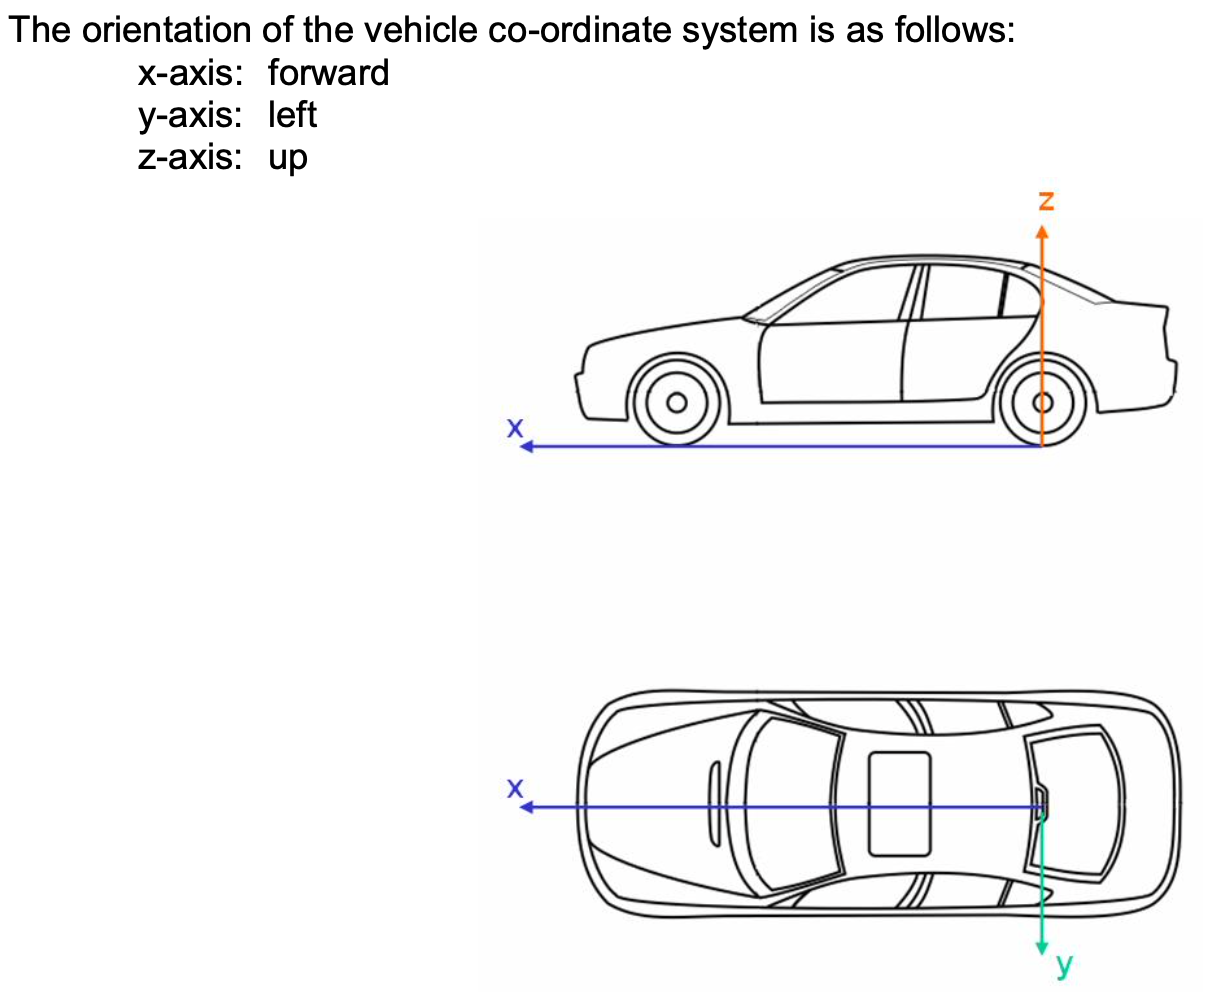 The orientation of the vehicle co-ordinate system is as follows:
x-axis: forward
y-axis: left
z-axis: up
z
x
x
y